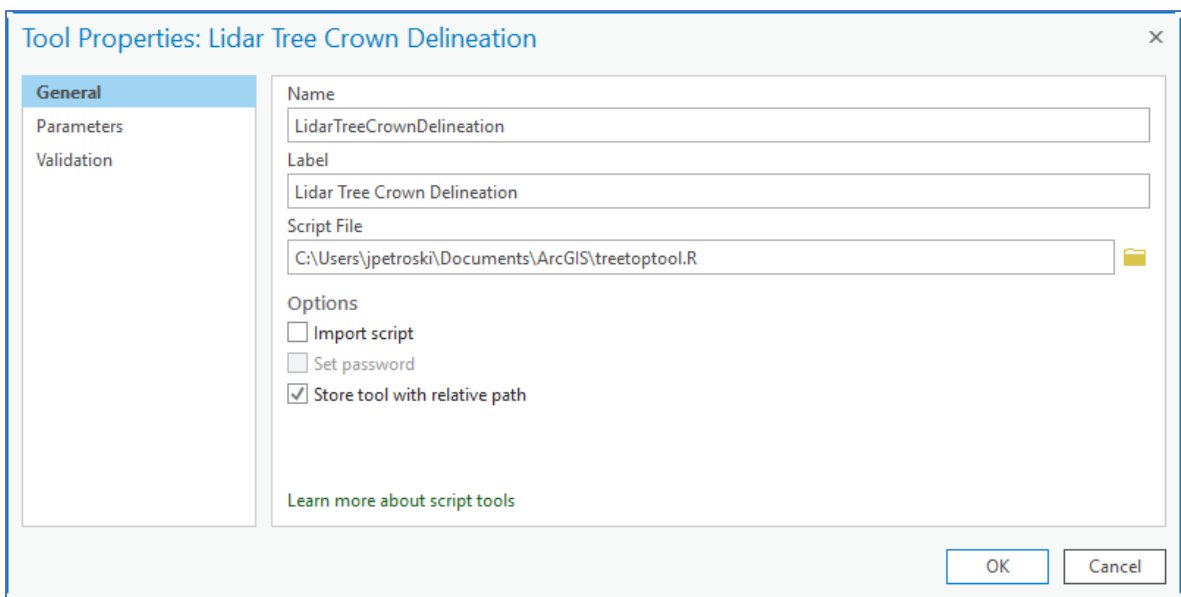 Tool Properties: Lidar Tree Crown Delineation
General
Parameters
Validation
Name
LidarTreeCrownDelineation
Label
Lidar Tree Crown Delineation
Script File
C:\Users\jpetroski\Documents\ArcGIS\treetoptool.R
Options
Import script
Set password
Store tool with relative path
Learn more about script tools
OK
Cancel